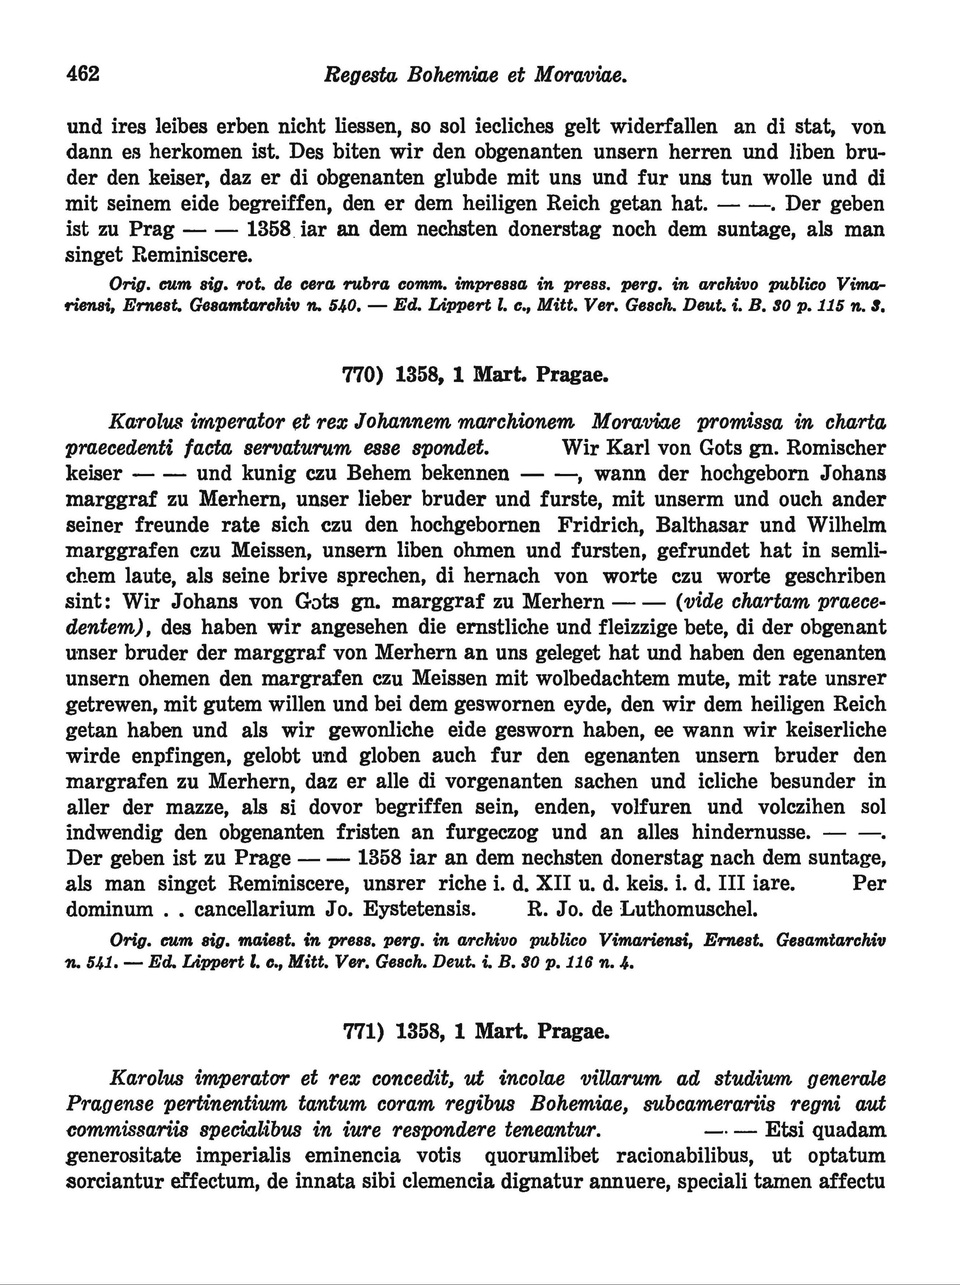 462 Regesta Bohemiae et Moraviae.
und ires leibes erben nicht liessen, so sol iecliches gelt widerfallen an di stat, von
dann es herkomen ist. Des biten wir den obgenanten unsern herren und liben bru-
der den keiser, daz er di obgenanten glubde mit uns und fur uns tun wolle und di
mit seinem eide begreiffen, den er dem heiligen Reich getan hat. — —. Der geben
ist zu Prag — — 1358 iar an dem nechsten donerstag noch dem suntage, als man
singet Reminiscere.
Orig. cum sig. rot. de cera rubra comm. impressa in press. perg. in archivo publico Vima-
riensi, Ernest. Gesamtarchiv n. 540. — Ed. Lippert l. c., Mitt. Ver. Gesch. Deut. i. B. 30 p. 115 n. 3.
770) 1358, 1 Mart. Pragae.
Karolus imperator et rex Johannem marchionem Moraviae promissa in charta
praecedenti facta servaturum esse spondet. Wir Karl von Gots gn. Romischer
keiser — — und kunig czu Behem bekennen — —, wann der hochgeborn Johans
marggraf zu Merhern, unser lieber bruder und furste, mit unserm und ouch ander
seiner freunde rate sich czu den hochgebornen Fridrich, Balthasar und Wilhelm
marggrafen czu Meissen, unsern liben ohmen und fursten, gefrundet hat in semli-
chem laute, als seine brive sprechen, di hernach von worte czu worte geschriben
sint: Wir Johans von Gots gn. marggraf zu Merhern — — (vide chartam praece-
dentem), des haben wir angesehen die ernstliche und fleizzige bete, di der obgenant
unser bruder der marggraf von Merhern an uns geleget hat und haben den egenanten
unsern ohemen den margrafen czu Meissen mit wolbedachtem mute, mit rate unsrer
getrewen, mit gutem willen und bei dem geswornen eyde, den wir dem heiligen Reich
getan haben und als wir gewonliche eide gesworn haben, ee wann wir keiserliche
wirde enpfingen, gelobt und globen auch fur den egenanten unsern bruder den
margrafen zu Merhern, daz er alle di vorgenanten sachen und icliche besunder in
aller der mazze, als si dovor begriffen sein, enden, volfuren und volczihen sol
indwendig den obgenanten fristen an furgeczog und an alles hindernusse. — —.
Der geben ist zu Prage — — 1358 iar an dem nechsten donerstag nach dem suntage,
als man singet Reminiscere, unsrer riche i. d. XII u. d. keis. i. d. III iare. Per
dominum . . cancellarium Jo. Eystetensis. R. Jo. de Luthomuschel.
Orig. cum sig. maiest. in press. perg. in archivo publico Vimariensi, Ernest. Gesamtarchiv
n. 541. — Ed. Lippert l. c., Mitt. Ver. Gesch. Deut. i. B. 30 p. 116 n. 4.
771) 1358, 1 Mart. Pragae.
Karolus imperator et rex concedit, ut incolae villarum ad studium generale
Pragense pertinentium tantum coram regibus Bohemiae, subcamerariis regni aut
commissariis specialibus in iure respondere teneantur. — — Etsi quadam
generositate imperialis eminencia votis quorumlibet racionabilibus, ut optatum
sorciantur effectum, de innata sibi clemencia dignatur annuere, speciali tamen affectu